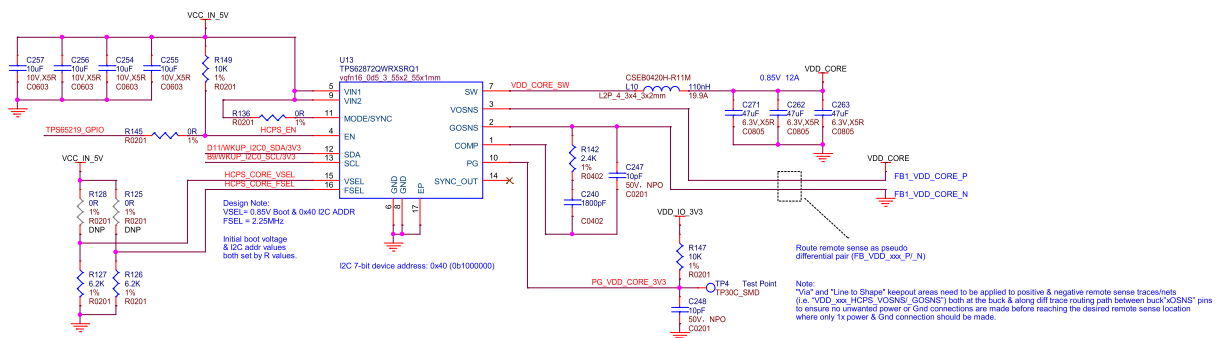 VCC_IN_5V
C257
10uF
10V,X5R
C0603
C256
10uF
10V,X5R
C0603
C254
10uF
10V,X5R
C0603
C255
10uF
10V,X5R
C0603
R149
10K
1%
R0201
R136
0R
R0201
1%
TPS65219_GPIO
R145
0R
R0201
1%
HCPS_EN
D11/WKUP_I2C0_SDA/3V3
B9/WKUP_I2C0_SCL/3V3
HCPS_CORE_VSEL
HCPS_CORE_FSEL
U13
TPS62872QWRXSRQ1
vqfn16_0d5_3_55x2_55x1mm
5
VIN1
9
VIN2
11
MODE/SYNC
4
EN
12
SDA
13
SCL
15
VSEL
16
FSEL
SW
7
VOSNS
3
GOSNS
2
COMP
1
PG
10
SYNC_OUT
14
GND
GND
EP
6
8
17
VCC_IN_5V
R128
0R
1%
R0201
DNP
R125
0R
1%
R0201
DNP
R127
6.2K
1%
R0201
R126
6.2K
1%
R0201
Design Note:
VSEL= 0.85V Boot & 0x40 I2C ADDR
FSEL = 2.25MHz
Initial boot voltage
& I2C addr values
both set by R values.
I2C 7-bit device address: 0x40 (0b1000000)
VDD_CORE_SW
CSEB0420H-R11M
L10
110nH
L2P_4_3x4_3x2mm
19.9A
0.85V 12A
VDD_CORE
C271
47uF
6.3V,X5R
C0805
C262
47uF
6.3V,X5R
C0805
C263
47uF
6.3V,X5R
C0805
R142
2.4K
1%
R0402
C240
1800pF
C0402
C247
10pF
50V, NPO
C0201
VDD_CORE
FB1_VDD_CORE_P
FB1_VDD_CORE_N
Route remote sense as pseudo
differential pair (FB_VDD_xxx_P/_N)
VDD_IO_3V3
R147
10K
1%
R0201
PG_VDD_CORE_3V3
TP4
Test Point
TP30C_SMD
C248
10pF
50V, NPO
C0201
Note:
"Via" and "Line to Shape" keepout areas need to be applied to positive & negative remote sense traces/nets
(i.e. "VDD_xxx_HCPS_VOSNS/_GOSNS") both at the buck & along diff trace routing path between buck"xOSNS" pins
to ensure no unwanted power or Gnd connections are made before reaching the desired remote sense location
where only 1x power & Gnd connection should be made.